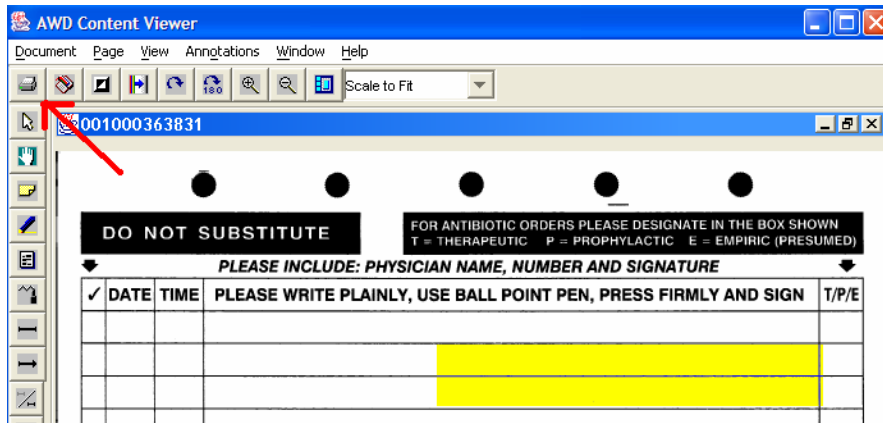 AWD Content Viewer
Document Page View Annotations Window Help
180 Scale to Fit
001000363831
DO NOT SUBSTITUTE
FOR ANTIBIOTIC ORDERS PLEASE DESIGNATE IN THE BOX SHOWN
T = THERAPEUTIC P = PROPHYLACTIC E = EMPIRIC (PRESUMED)
PLEASE INCLUDE: PHYSICIAN NAME, NUMBER AND SIGNATURE
✓ DATE TIME PLEASE WRITE PLAINLY, USE BALL POINT PEN, PRESS FIRMLY AND SIGN T/P/E